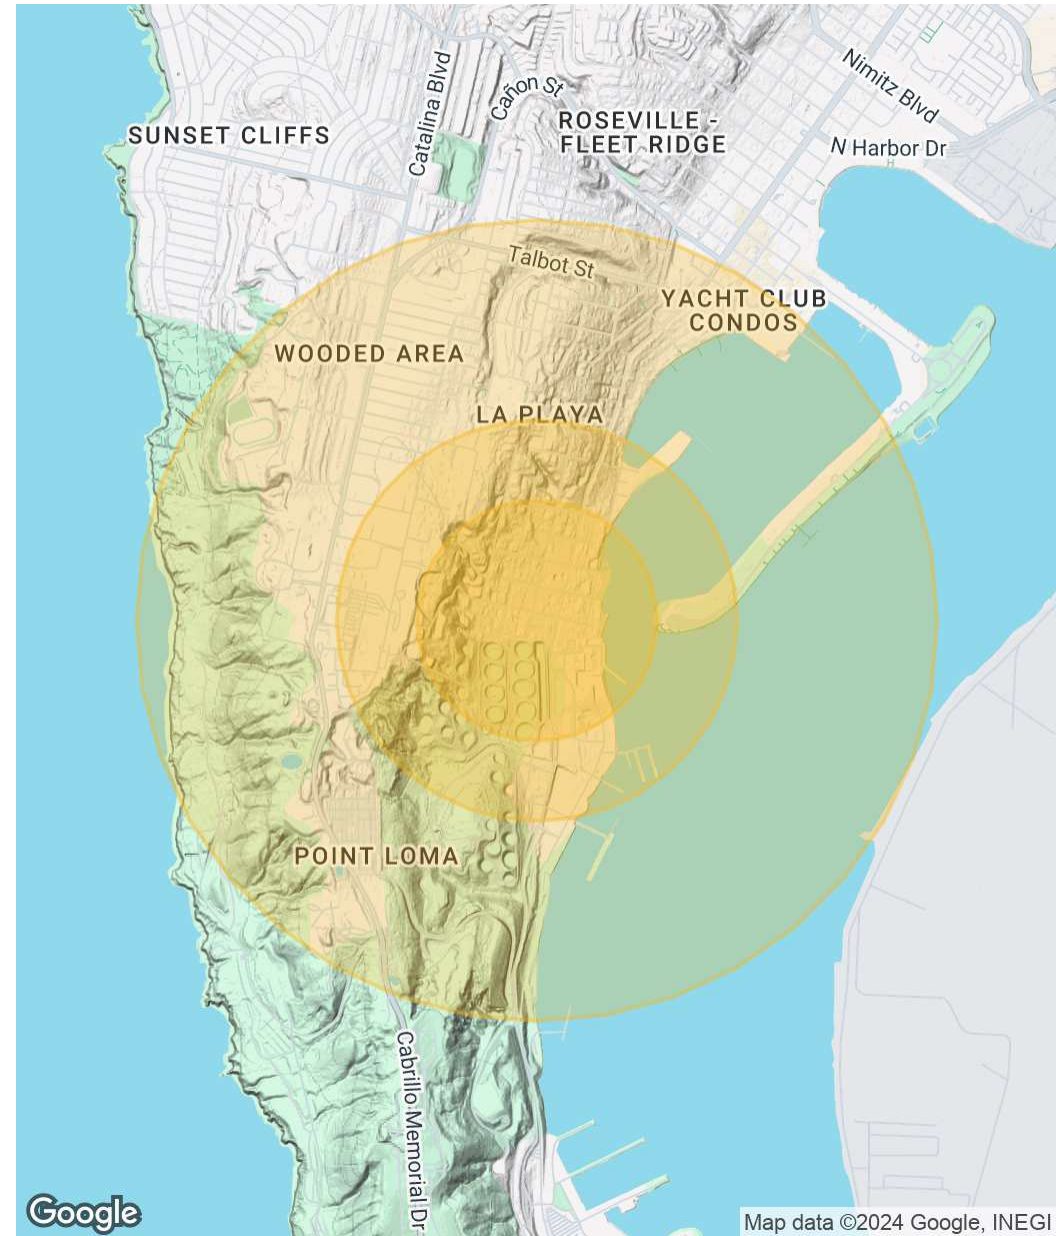 Nimitz Blvd
Catalina Blvd
Cañon St
ROSEVILLE -
FLEET RIDGE
SUNSET CLIFFS
N Harbor Dr
Talbot St
YACHT CLUB
CONDOS
WOODED AREA
LA PLAYA
POINT LOMA
Cabrillo Memorial Dr
Google
Map data ©2024 Google, INEGI